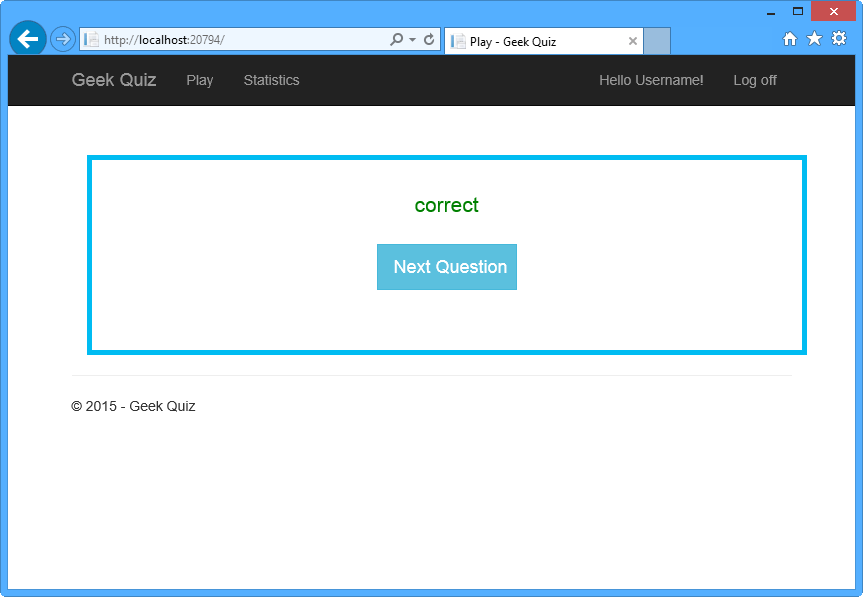 http://localhost:20794/
Play - Geek Quiz
Geek Quiz Play Statistics Hello Username! Log off
correct
Next Question
© 2015 - Geek Quiz